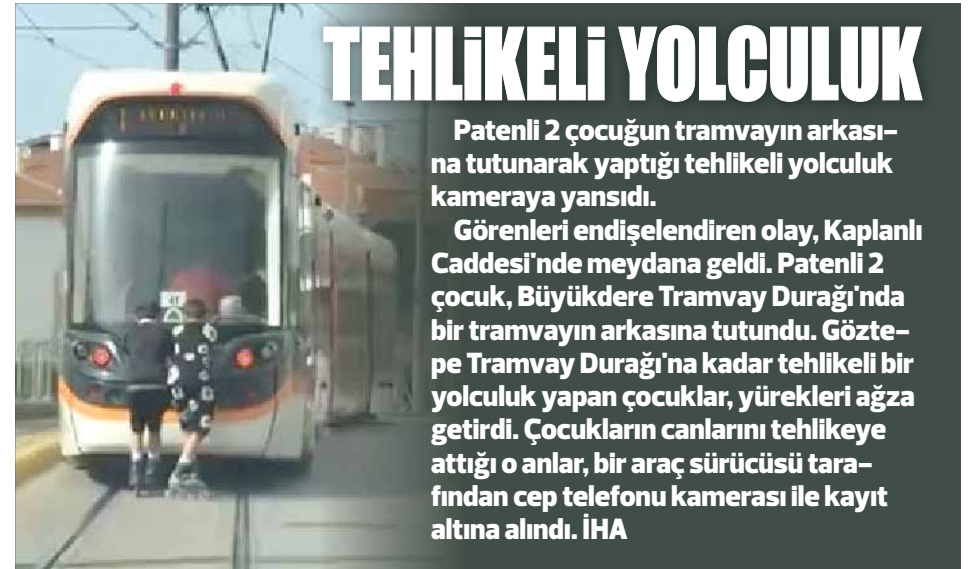 TEHLİKELİ YOLCULUK
Patenli 2 çocuğun tramvayın arkası-
na tutunarak yaptığı tehlikeli yolculuk
kameraya yansıdı.
Görenleri endişelendiren olay, Kaplanlı
Caddesi'nde meydana geldi. Patenli 2
çocuk, Büyükdere Tramvay Durağı'nda
bir tramvayın arkasına tutundu. Gözte-
pe Tramvay Durağı'na kadar tehlikeli bir
yolculuk yapan çocuklar, yürekleri ağza
getirdi. Çocukların canlarını tehlikeye
attığı o anlar, bir araç sürücüsü tara-
fından cep telefonu kamerası ile kayıt
altına alındı. İHA